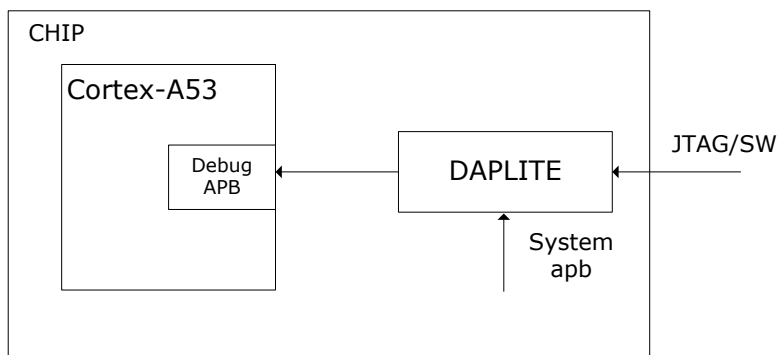 CHIP
Cortex-A53
Debug
APB
DAPLITE
JTAG/SW
System
apb